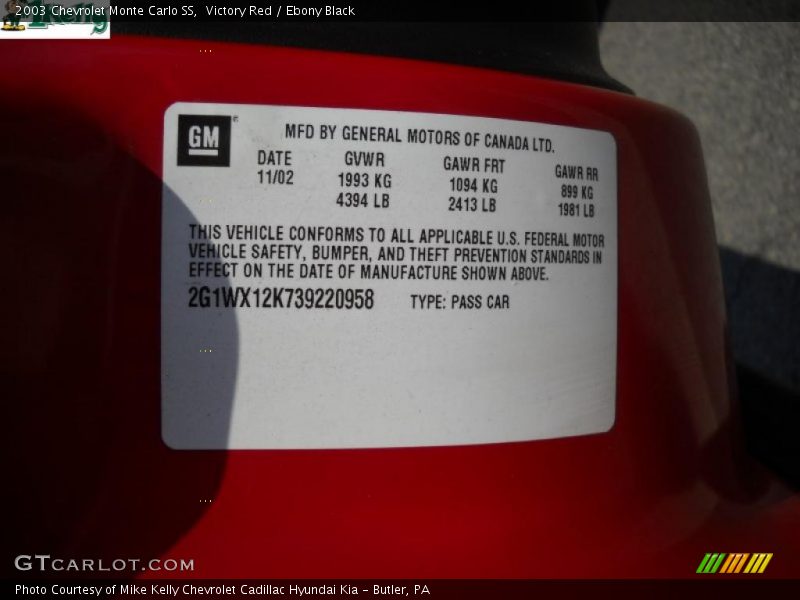 2003 Chevrolet Monte Carlo SS, Victory Red / Ebony Black
GM
MFD BY GENERAL MOTORS OF CANADA LTD.
DATE GVWR GAWR FRT GAWR RR
11/02 1993 KG 1094 KG 899 KG
4394 LB 2413 LB 1981 LB
THIS VEHICLE CONFORMS TO ALL APPLICABLE U.S. FEDERAL MOTOR
VEHICLE SAFETY, BUMPER, AND THEFT PREVENTION STANDARDS IN
EFFECT ON THE DATE OF MANUFACTURE SHOWN ABOVE.
2G1WX12K739220958 TYPE: PASS CAR
GTCARLOT.COM
Photo Courtesy of Mike Kelly Chevrolet Cadillac Hyundai Kia - Butler, PA